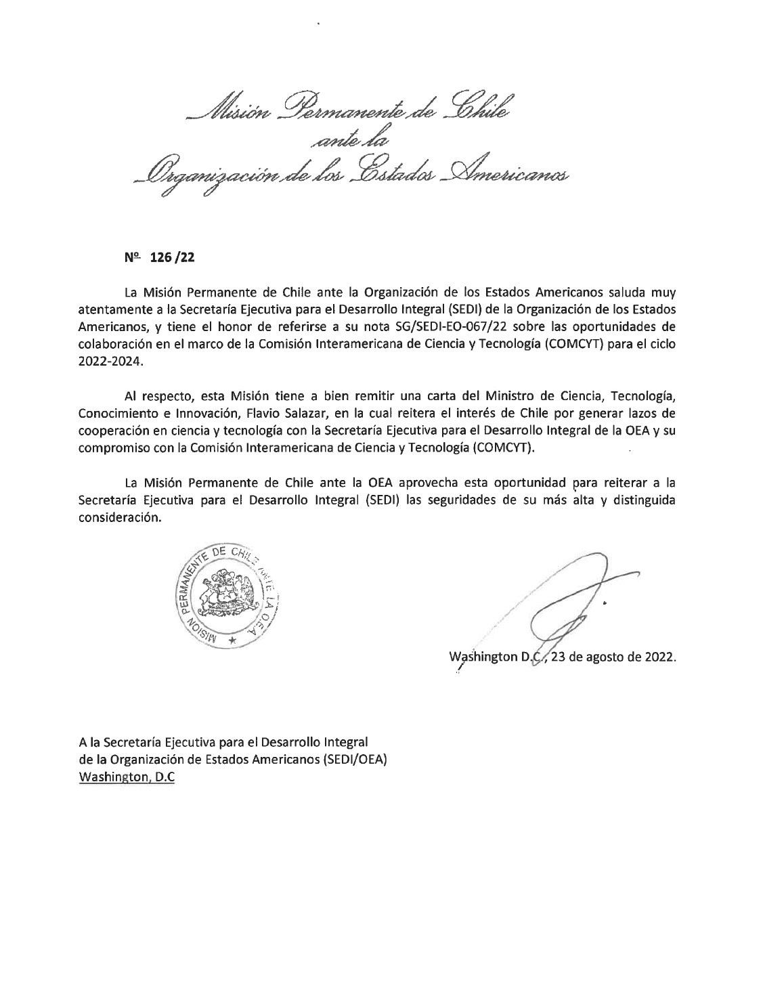 Misión Permanente de Chile
ante la
Organización de los Estados Americanos
Nº 126/22
La Misión Permanente de Chile ante la Organización de los Estados Americanos saluda muy
atentamente a la Secretaría Ejecutiva para el Desarrollo Integral (SEDI) de la Organización de los Estados
Americanos, y tiene el honor de referirse a su nota SG/SEDI-EO-067/22 sobre las oportunidades de
colaboración en el marco de la Comisión Interamericana de Ciencia y Tecnología (COMCYT) para el ciclo
2022-2024.
Al respecto, esta Misión tiene a bien remitir una carta del Ministro de Ciencia, Tecnología,
Conocimiento e Innovación, Flavio Salazar, en la cual reitera el interés de Chile por generar lazos de
cooperación en ciencia y tecnología con la Secretaría Ejecutiva para el Desarrollo Integral de la OEA y su
compromiso con la Comisión Interamericana de Ciencia y Tecnología (COMCYT).
La Misión Permanente de Chile ante la OEA aprovecha esta oportunidad para reiterar a la
Secretaría Ejecutiva para el Desarrollo Integral (SEDI) las seguridades de su más alta y distinguida
consideración.
MISION PERMANENTE DE CHILE ANTE LA O.E.A.
Washington D.C., 23 de agosto de 2022.
A la Secretaría Ejecutiva para el Desarrollo Integral
de la Organización de Estados Americanos (SEDI/OEA)
Washington, D.C